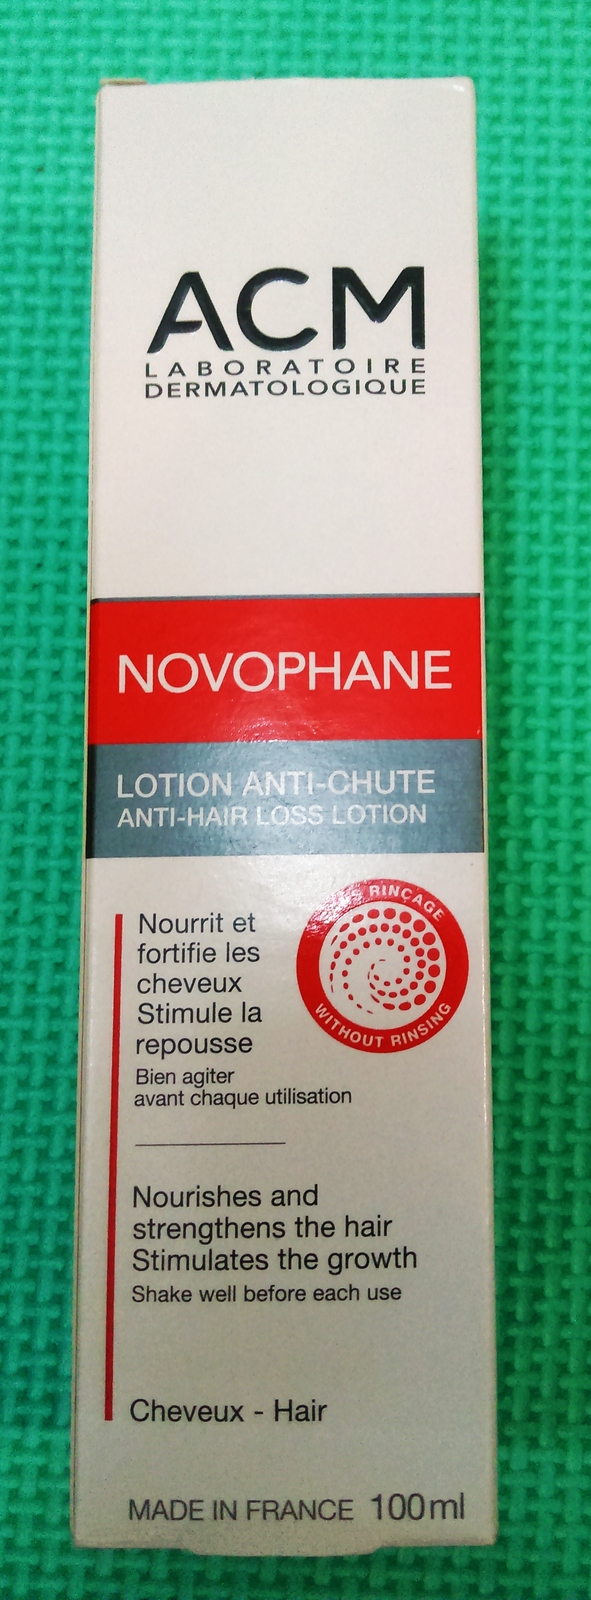 ACM
LABORATOIRE
DERMATOLOGIQUE
NOVOPHANE
LOTION ANTI-CHUTE
ANTI-HAIR LOSS LOTION
RINÇAGE
WITHOUT RINSING
Nourrit et
fortifie les
cheveux
Stimule la
repousse
Bien agiter
avant chaque utilisation
Nourishes and
strengthens the hair
Stimulates the growth
Shake well before each use
Cheveux - Hair
MADE IN FRANCE 100ml